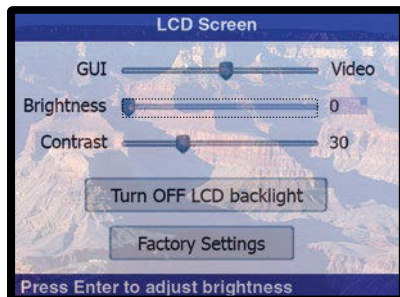 LCD Screen
GUI Video
Brightness 0
Contrast 30
Turn OFF LCD backlight
Factory Settings
Press Enter to adjust brightness